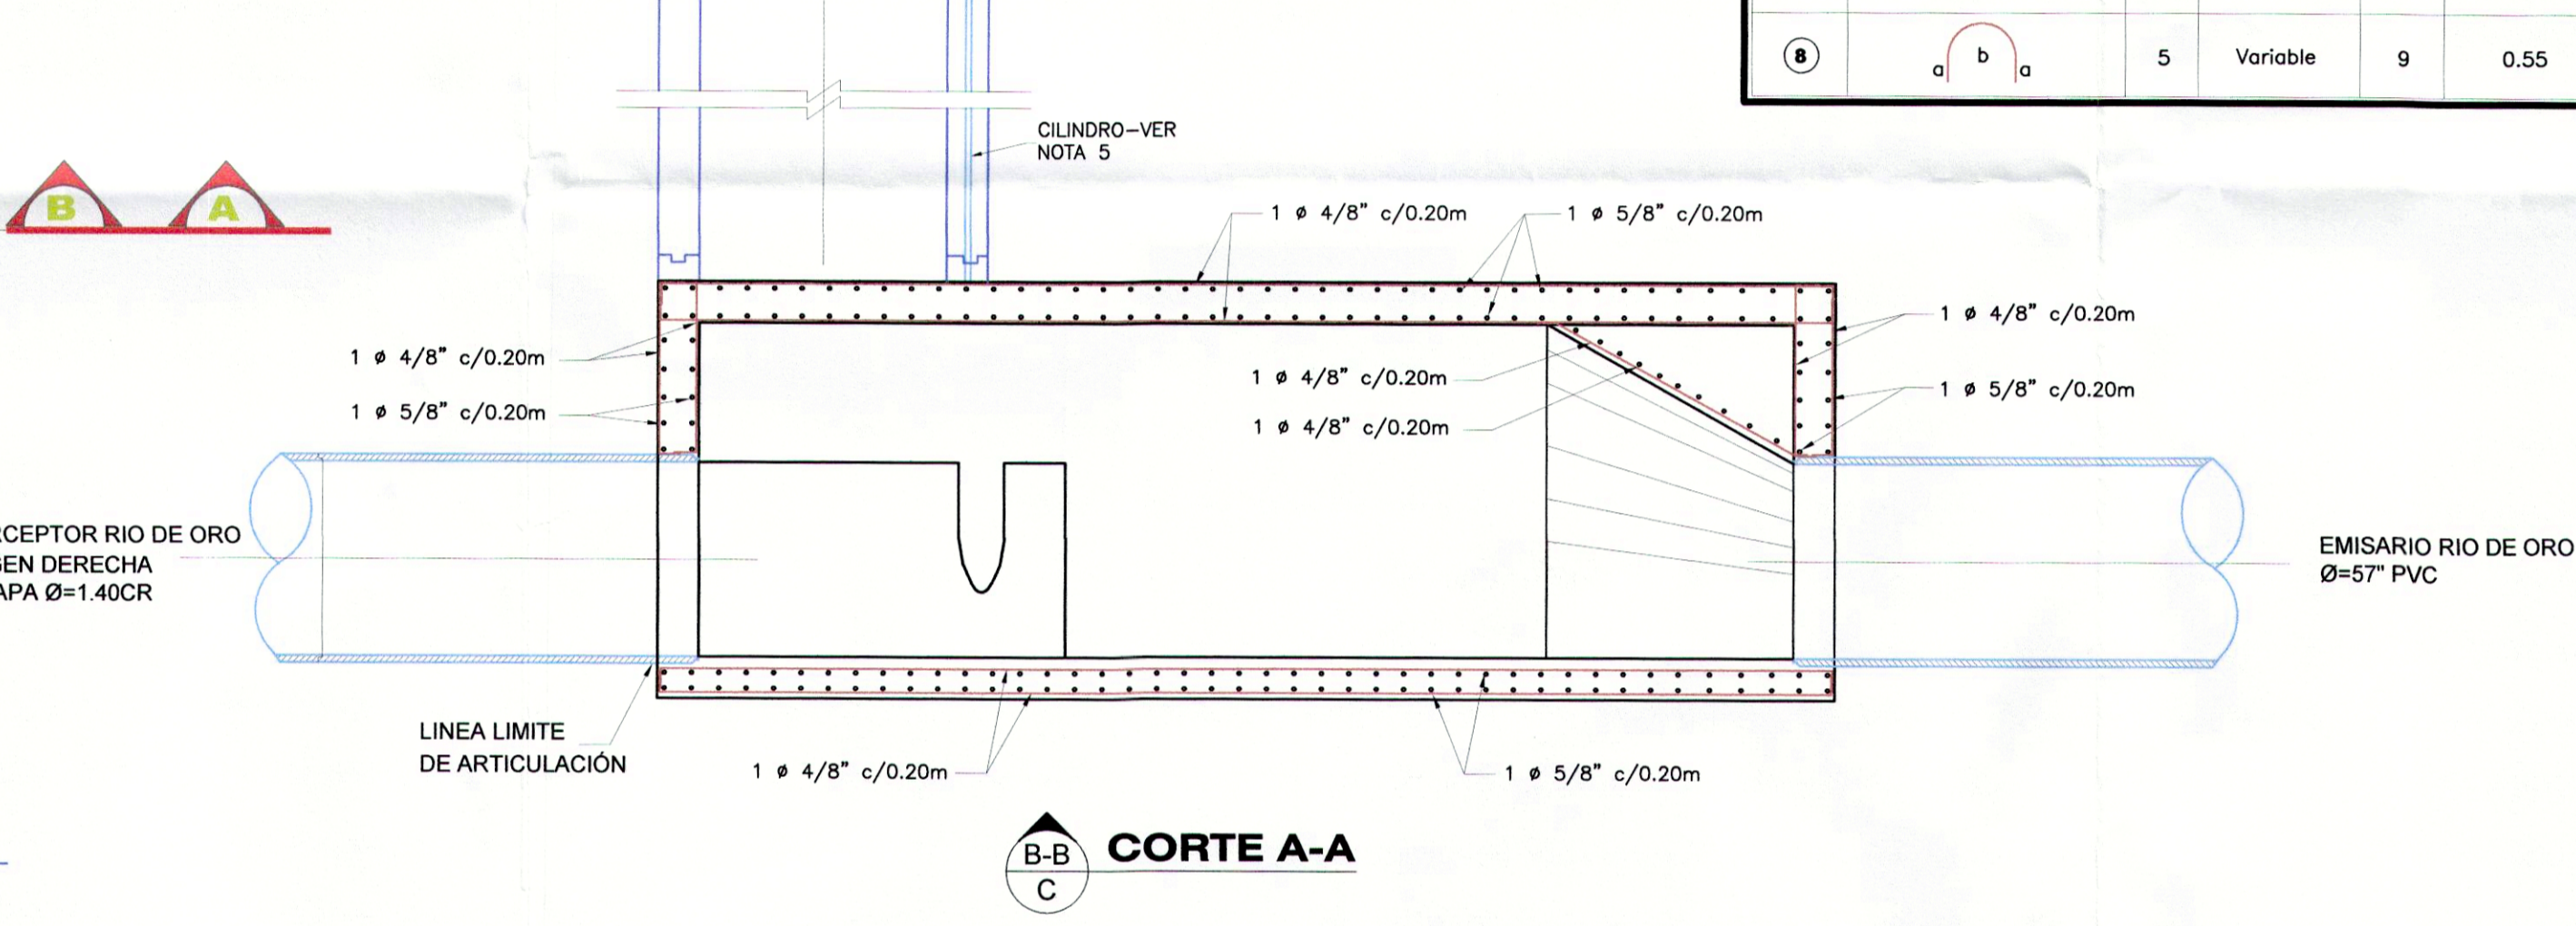 8 a b a 5 Variable 9 0.55
CILINDRO-VER
NOTA 5
B A
1 ø 4/8" c/0.20m
1 ø 5/8" c/0.20m
1 ø 4/8" c/0.20m
1 ø 5/8" c/0.20m
1 ø 4/8" c/0.20m
1 ø 4/8" c/0.20m
1 ø 4/8" c/0.20m
1 ø 5/8" c/0.20m
RCEPTOR RIO DE ORO
GEN DERECHA
APA Ø=1.40CR
EMISARIO RIO DE ORO
Ø=57" PVC
LINEA LIMITE
DE ARTICULACIÓN
1 ø 4/8" c/0.20m
1 ø 5/8" c/0.20m
B-B
C
CORTE A-A